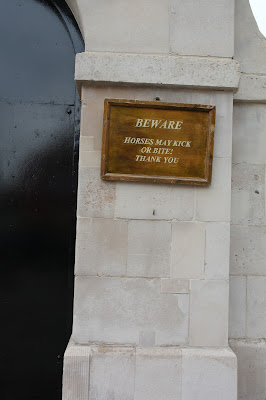 BEWARE
HORSES MAY KICK
OR BITE!
THANK YOU